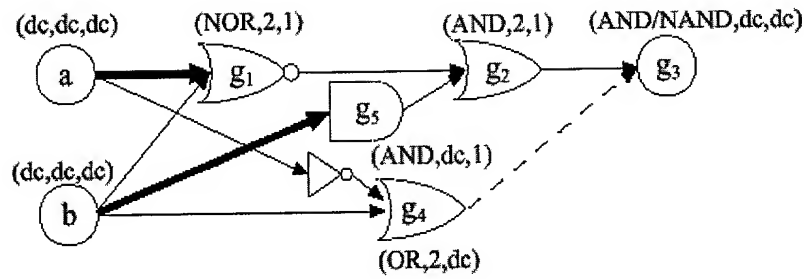 (dc,dc,dc) (NOR,2,1) (AND,2,1) (AND/NAND,dc,dc)
a g1 g2 g3
g5
(dc,dc,dc) (AND,dc,1)
b g4
(OR,2,dc)